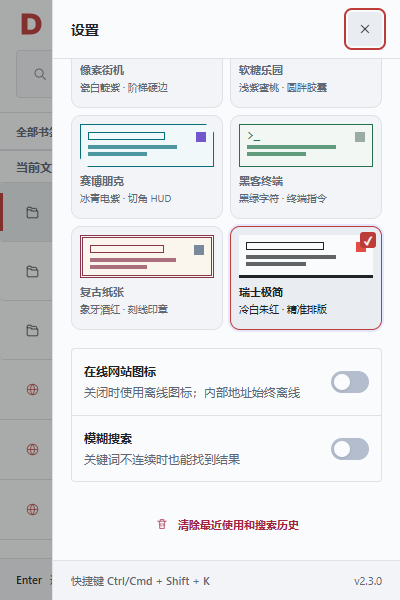 D
设置
像素街机
瓷白靛紫 · 阶梯硬边
软糖乐园
浅紫蜜桃 · 圆胖胶囊
全部书签
当前文
赛博朋克
冰青电紫 · 切角 HUD
>_
黑客终端
黑绿字符 · 终端指令
复古纸张
象牙酒红 · 刻线印章
瑞士极简
冷白朱红 · 精准排版
在线网站图标
关闭时使用离线图标；内部地址始终离线
模糊搜索
关键词不连续时也能找到结果
清除最近使用和搜索历史
Enter
快捷键 Ctrl/Cmd + Shift + K
v2.3.0